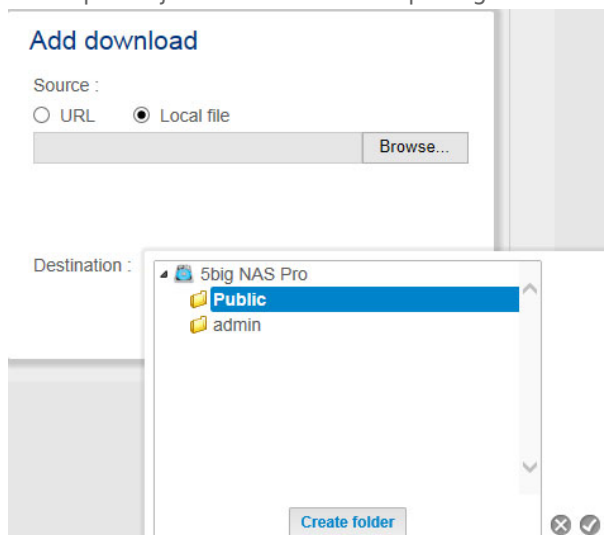 Add download
Source :
URL Local file
Browse...
Destination :
5big NAS Pro
Public
admin
Create folder